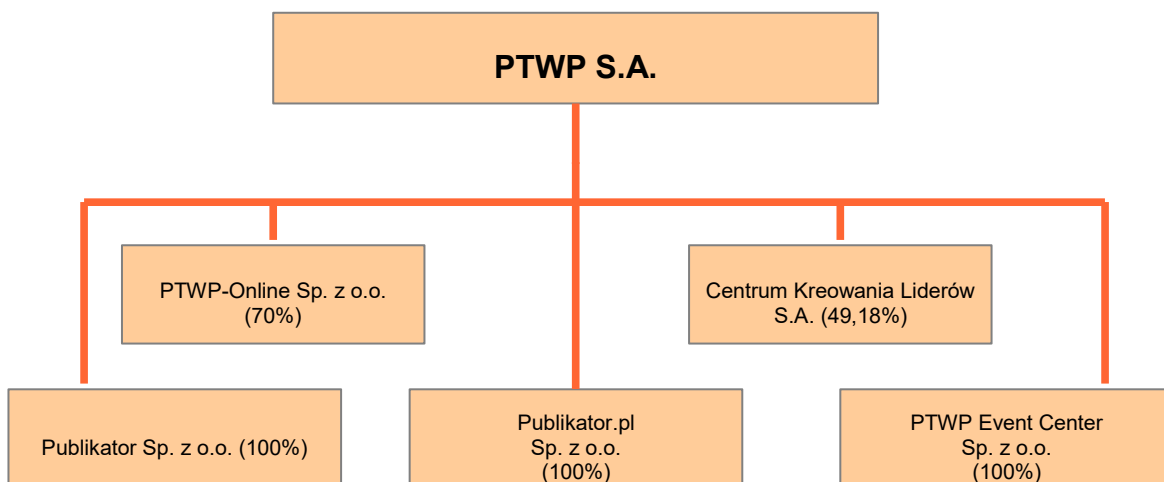 PTWP S.A.
PTWP-Online Sp. z o.o.
(70%)
Centrum Kreowania Liderów
S.A. (49,18%)
Publikator Sp. z o.o. (100%)
Publikator.pl
Sp. z o.o.
(100%)
PTWP Event Center
Sp. z o.o.
(100%)